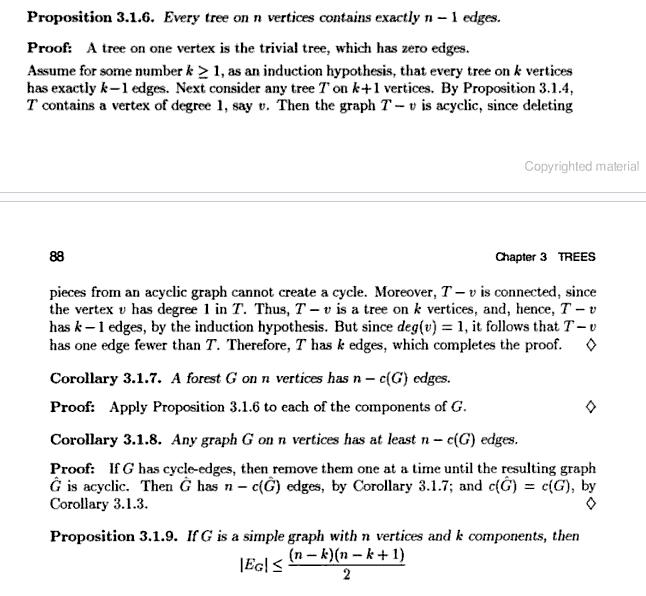 Proposition 3.1.6. Every tree on n vertices contains exactly n − 1 edges.
Proof: A tree on one vertex is the trivial tree, which has zero edges.
Assume for some number k ≥ 1, as an induction hypothesis, that every tree on k vertices
has exactly k−1 edges. Next consider any tree T on k+1 vertices. By Proposition 3.1.4,
T contains a vertex of degree 1, say v. Then the graph T − v is acyclic, since deleting
Copyrighted material
88 Chapter 3 TREES
pieces from an acyclic graph cannot create a cycle. Moreover, T − v is connected, since
the vertex v has degree 1 in T. Thus, T − v is a tree on k vertices, and, hence, T − v
has k − 1 edges, by the induction hypothesis. But since deg(v) = 1, it follows that T − v
has one edge fewer than T. Therefore, T has k edges, which completes the proof. ◊
Corollary 3.1.7. A forest G on n vertices has n − c(G) edges.
Proof: Apply Proposition 3.1.6 to each of the components of G. ◊
Corollary 3.1.8. Any graph G on n vertices has at least n − c(G) edges.
Proof: If G has cycle-edges, then remove them one at a time until the resulting graph
Ĝ is acyclic. Then Ĝ has n − c(Ĝ) edges, by Corollary 3.1.7; and c(Ĝ) = c(G), by
Corollary 3.1.3. ◊
Proposition 3.1.9. If G is a simple graph with n vertices and k components, then
|E_G| ≤ (n − k)(n − k + 1) / 2